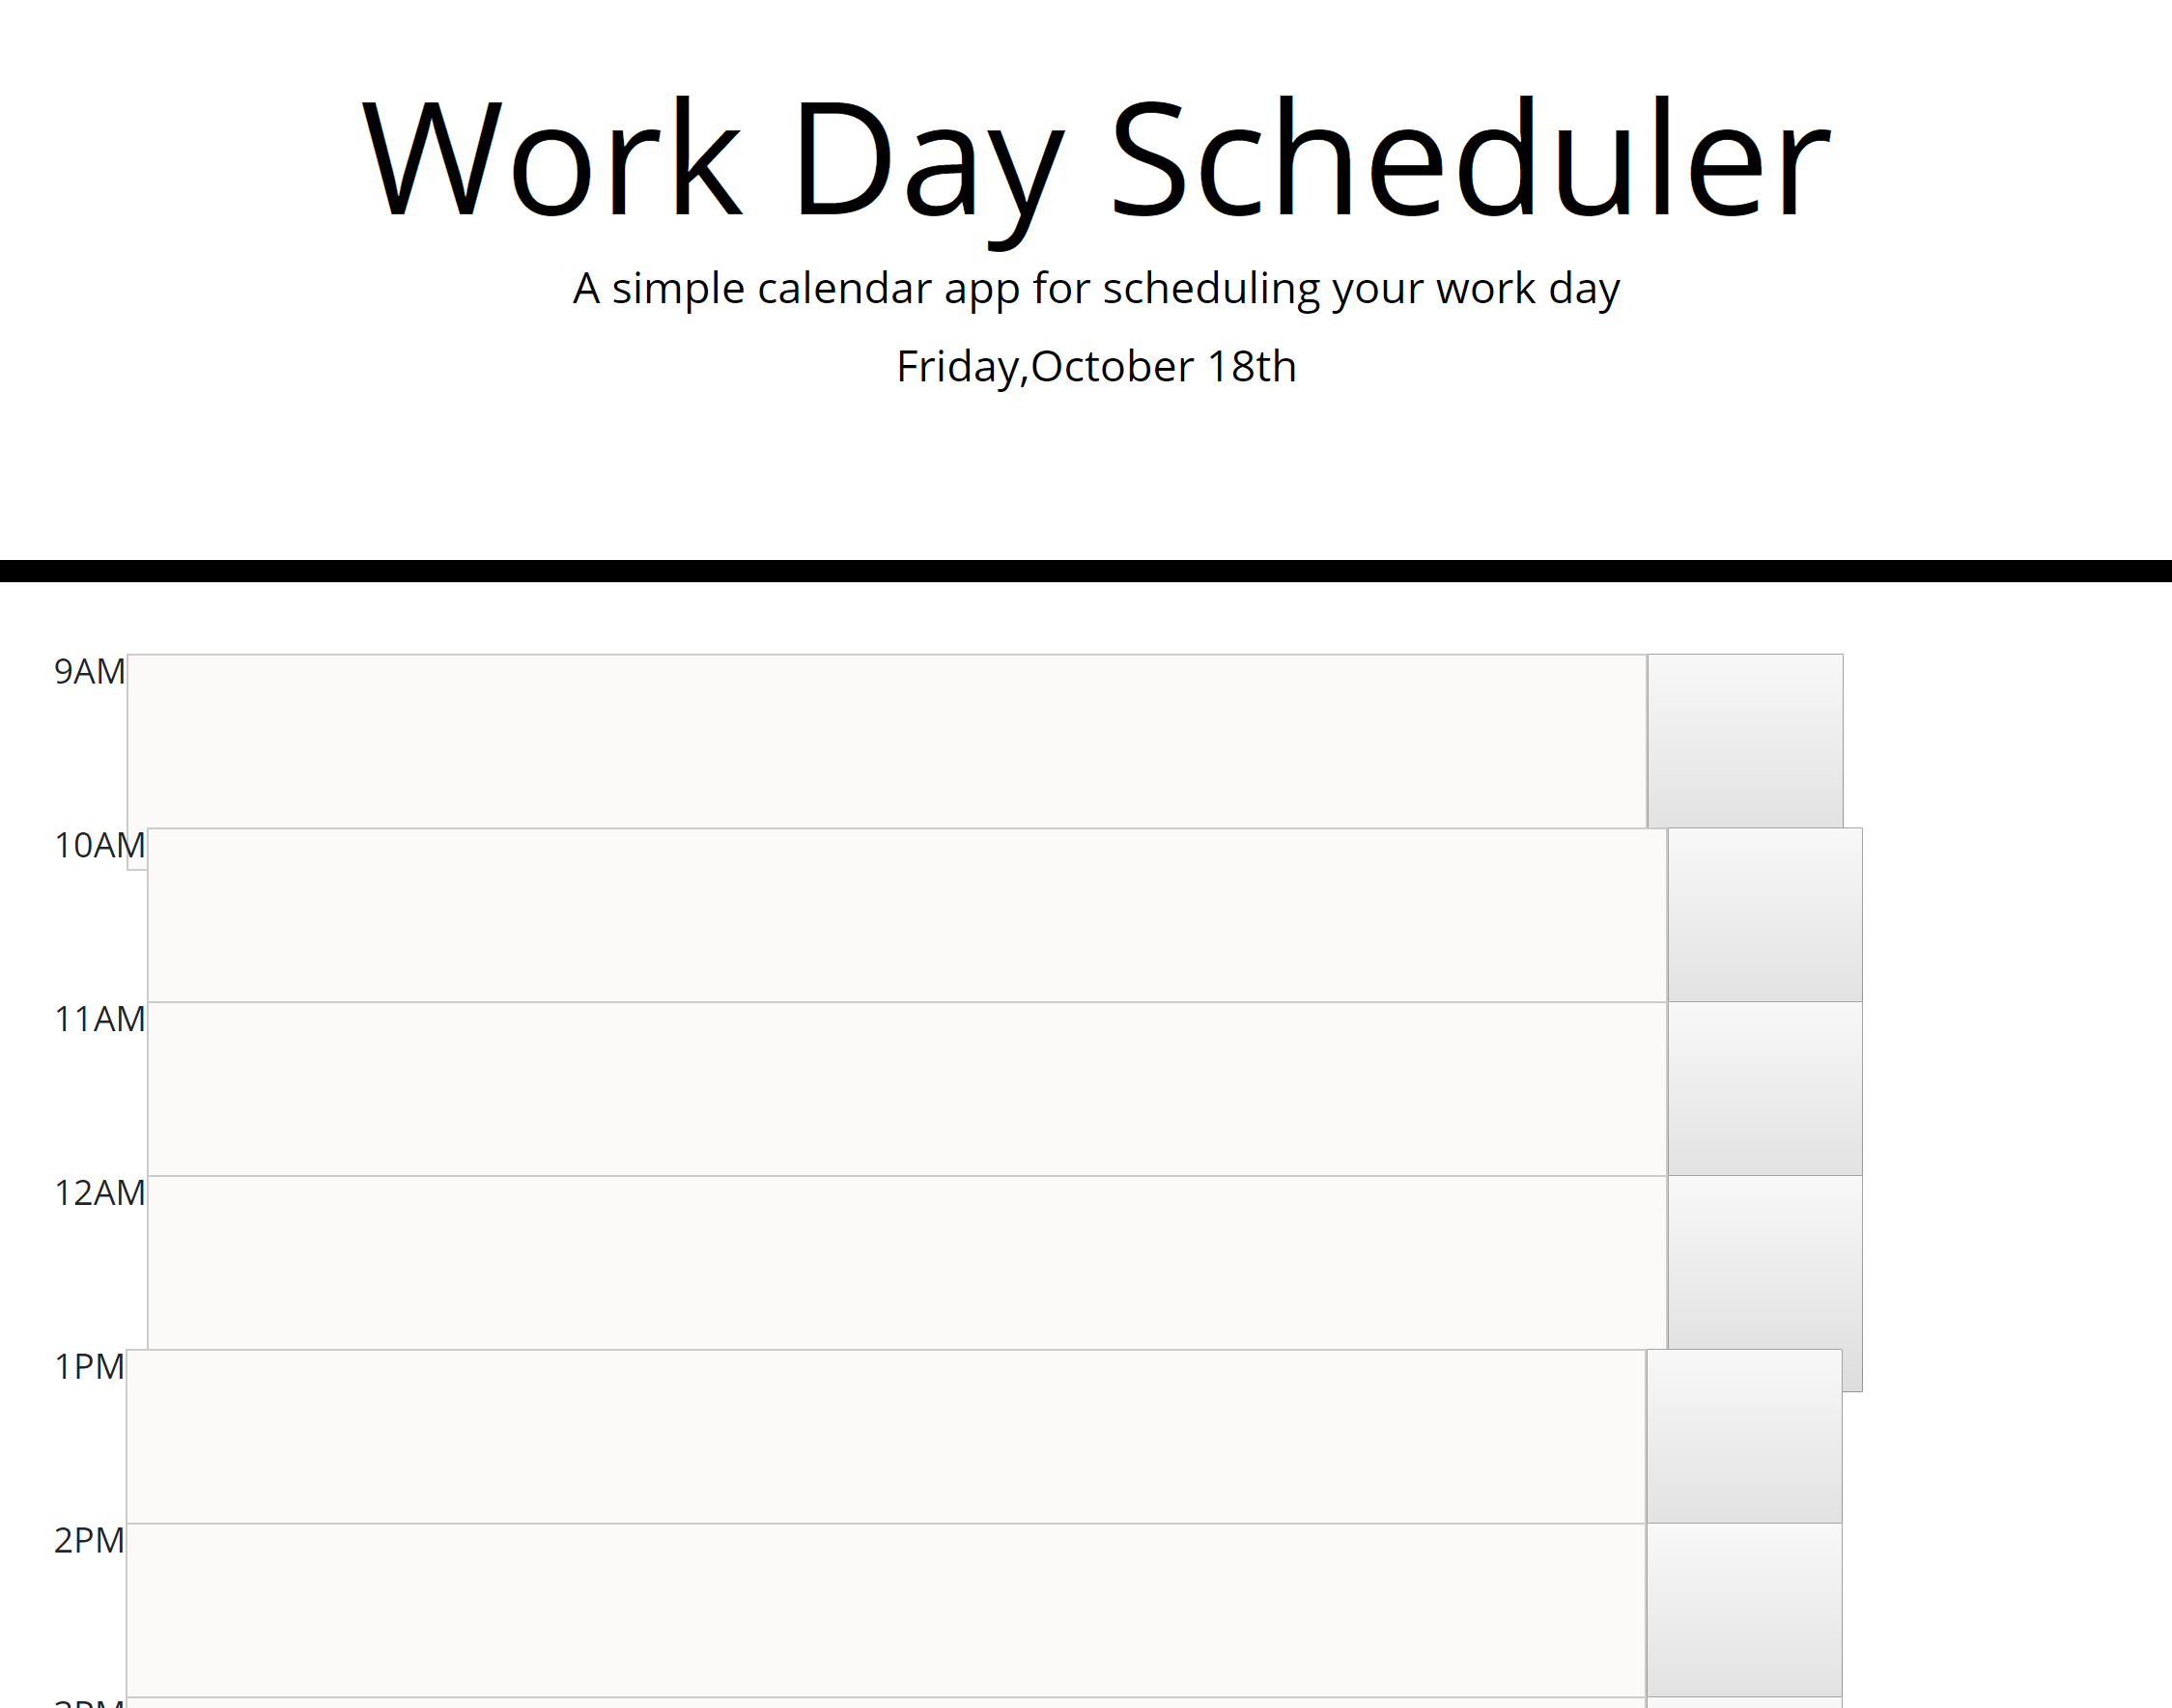 Work Day Scheduler
A simple calendar app for scheduling your work day
Friday,October 18th
9AM
10AM
11AM
12AM
1PM
2PM